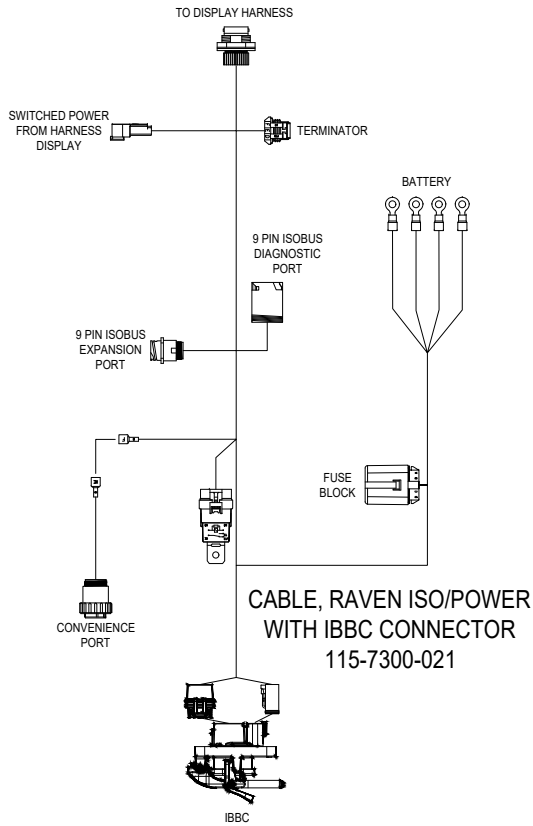 TO DISPLAY HARNESS
SWITCHED POWER
FROM HARNESS
DISPLAY
TERMINATOR
BATTERY
9 PIN ISOBUS
DIAGNOSTIC
PORT
9 PIN ISOBUS
EXPANSION
PORT
FUSE
BLOCK
CONVENIENCE
PORT
CABLE, RAVEN ISO/POWER
WITH IBBC CONNECTOR
115-7300-021
IBBC